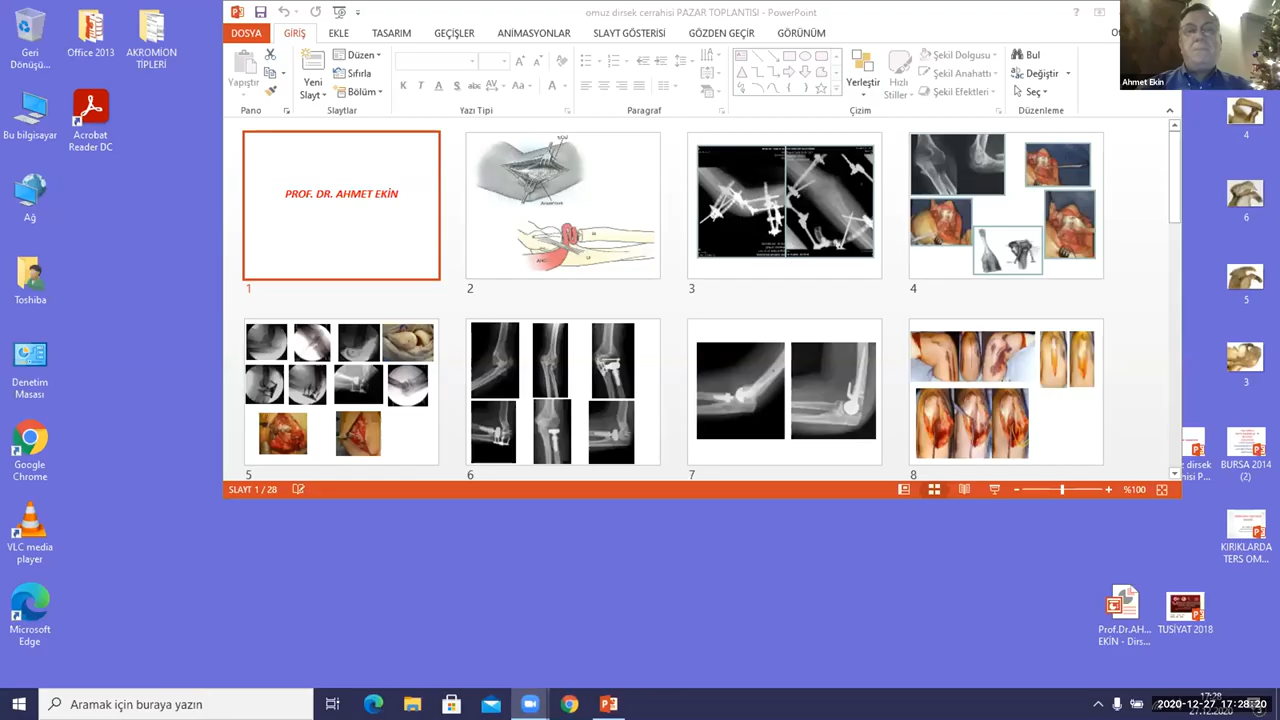 omuz dirsek cerrahisi PAZAR TOPLANTISI - PowerPoint
DOSYA GİRİŞ EKLE TASARIM GEÇİŞLER ANİMASYONLAR SLAYT GÖSTERİSİ GÖZDEN GEÇİR GÖRÜNÜM
Yapıştır
Yeni
Slayt
Düzen
Sıfırla
Bölüm
Yerleştir
Hızlı
Stiller
Şekil Dolgusu
Şekil Anahattı
Şekil Efektleri
Bul
Değiştir
Seç
Pano Slaytlar Yazı Tipi Paragraf Çizim Düzenleme
Ahmet Ekin
Geri
Dönüşü...
Office 2013
AKROMİON
TİPLERİ
Bu bilgisayar
Acrobat
Reader DC
Ağ
Toshiba
Denetim
Masası
Google
Chrome
VLC media
player
Microsoft
Edge
PROF. DR. AHMET EKİN
1
2
3
4
5
6
7
8
SLAYT 1 / 28
%100
4
6
5
3
BURSA 2014
(2)
KIRIKLARDA
TERS OM...
Prof.Dr.AH...
EKİN - Dirs...
TUSİYAT 2018
Aramak için buraya yazın
17:28
2020-12-27 17:28:20